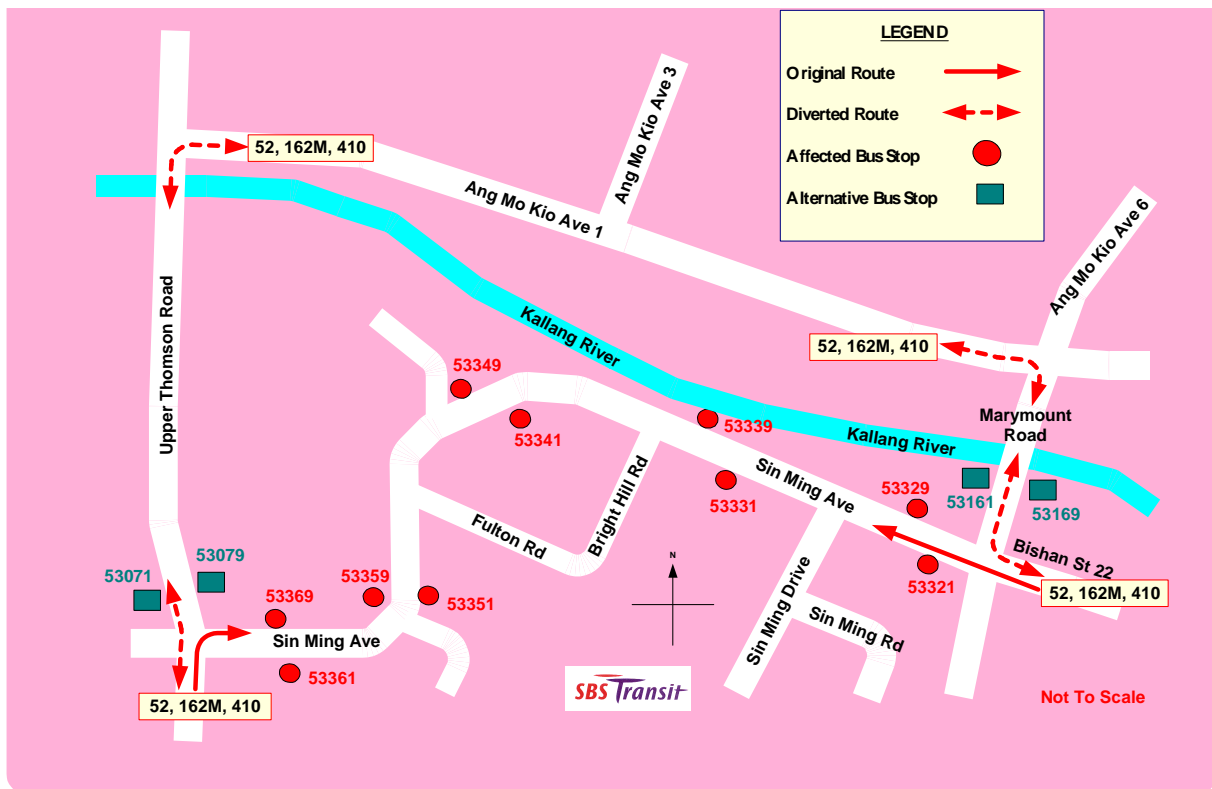 LEGEND
Original Route
Diverted Route
Affected Bus Stop
Alternative Bus Stop
Ang Mo Kio Ave 3
52, 162M, 410
Ang Mo Kio Ave 1
Ang Mo Kio Ave 6
Upper Thomson Road
Kallang River
52, 162M, 410
53349
53341
53339
Marymount
Road
Kallang River
Sin Ming Ave
53331
53329
53161
53169
Bright Hill Rd
Fulton Rd
Bishan St 22
53079
53071
53369
53359
53351
N
53321
52, 162M, 410
Sin Ming Drive
Sin Ming Rd
Sin Ming Ave
53361
SBS Transit
Not To Scale
52, 162M, 410